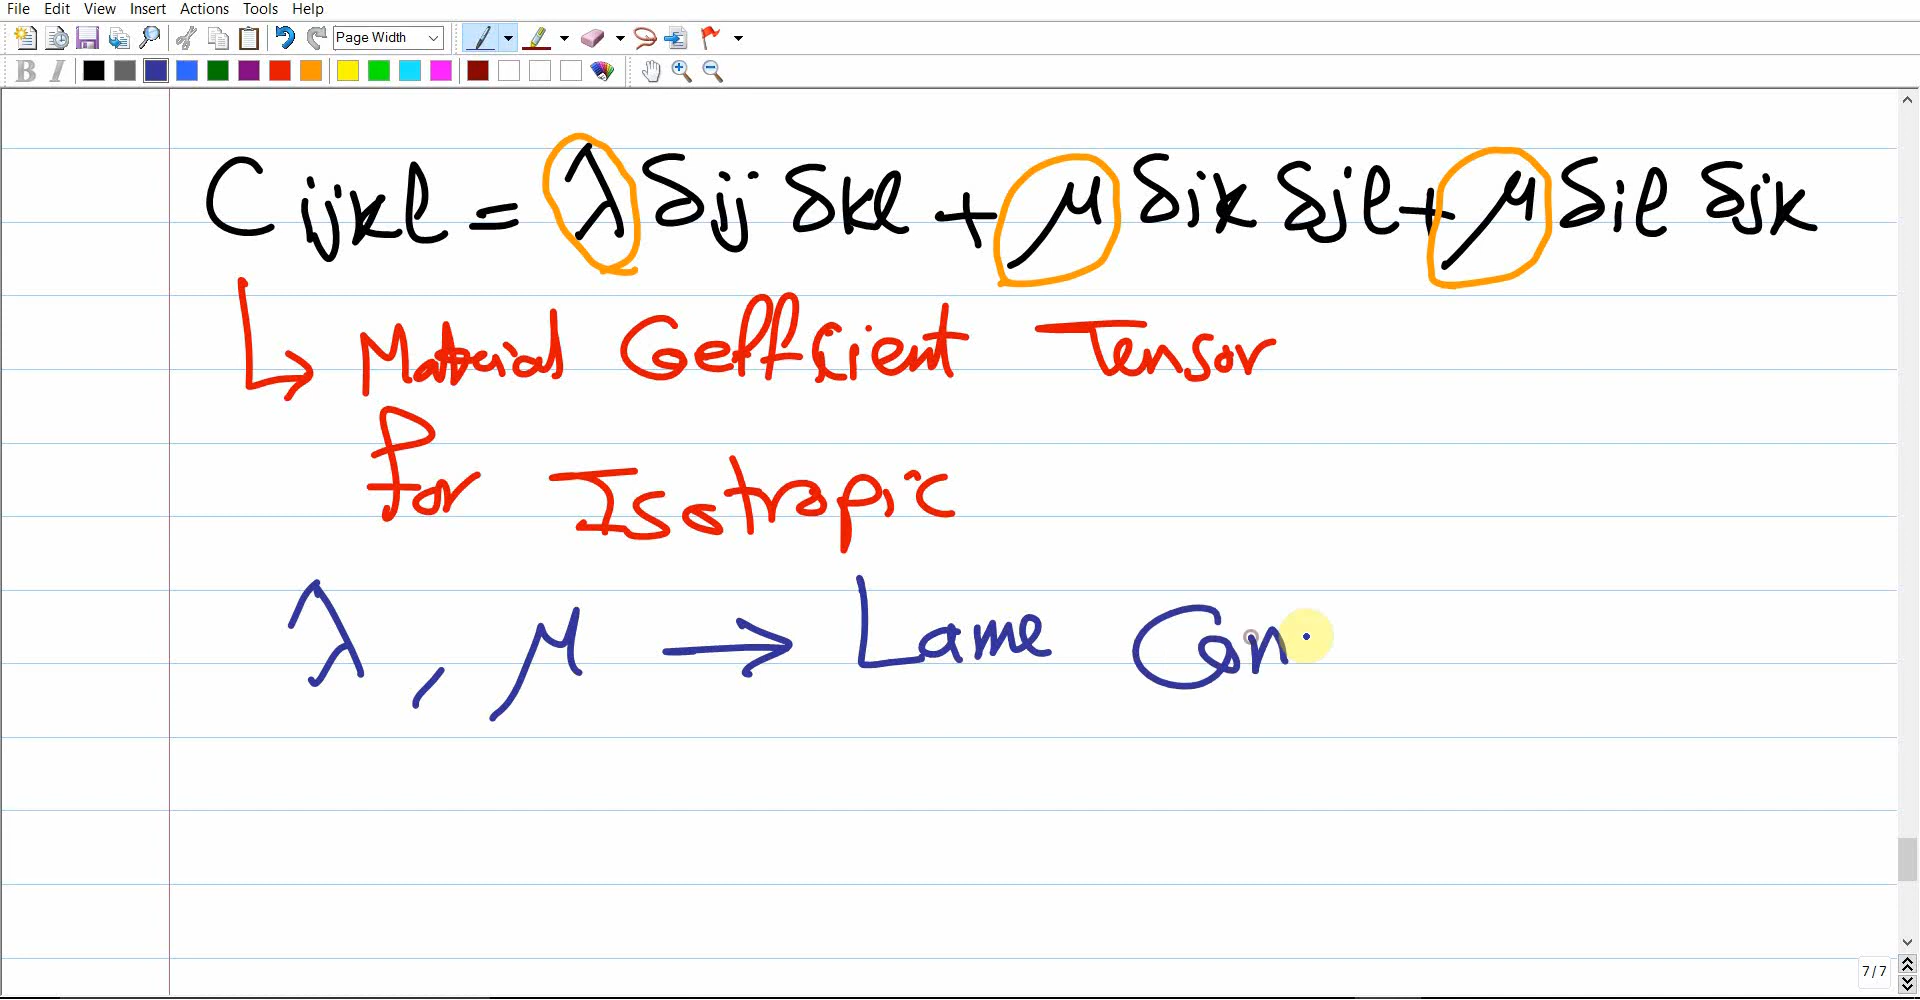 File Edit View Insert Actions Tools Help
Page Width
B I
C ijkl = λ δij δkl + μ δik δjl + μ δil δjk
Material Coefficient Tensor
for Isotropic
λ, μ → Lame Con
7/7